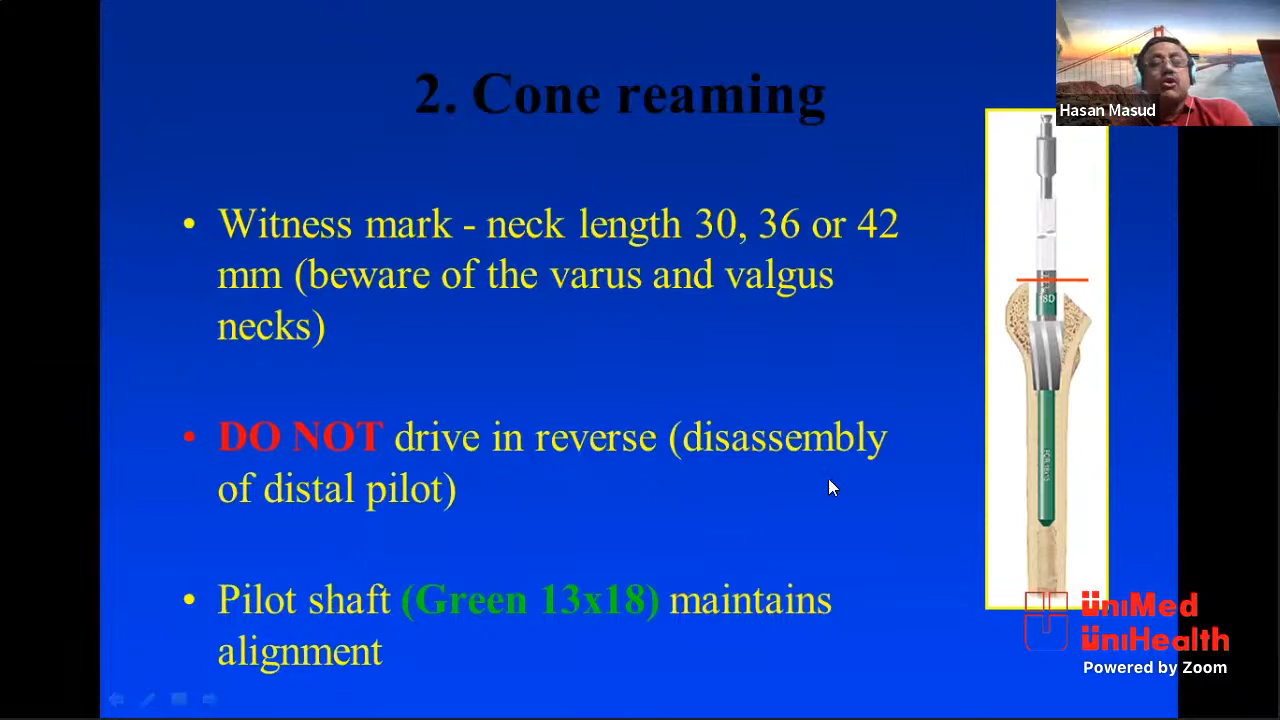 2. Cone reaming
Hasan Masud
• Witness mark - neck length 30, 36 or 42
mm (beware of the varus and valgus
necks)
• DO NOT drive in reverse (disassembly
of distal pilot)
• Pilot shaft (Green 13x18) maintains
alignment
UniMed
UniHealth
Powered by Zoom